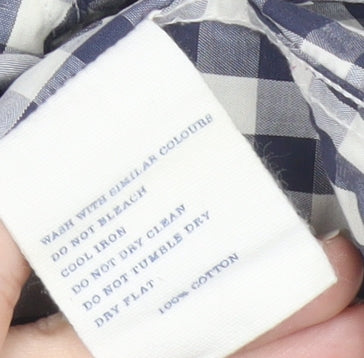 WASH WITH SIMILAR COLOURS
DO NOT BLEACH
COOL IRON
DO NOT DRY CLEAN
DO NOT TUMBLE DRY
DRY FLAT
100% COTTON